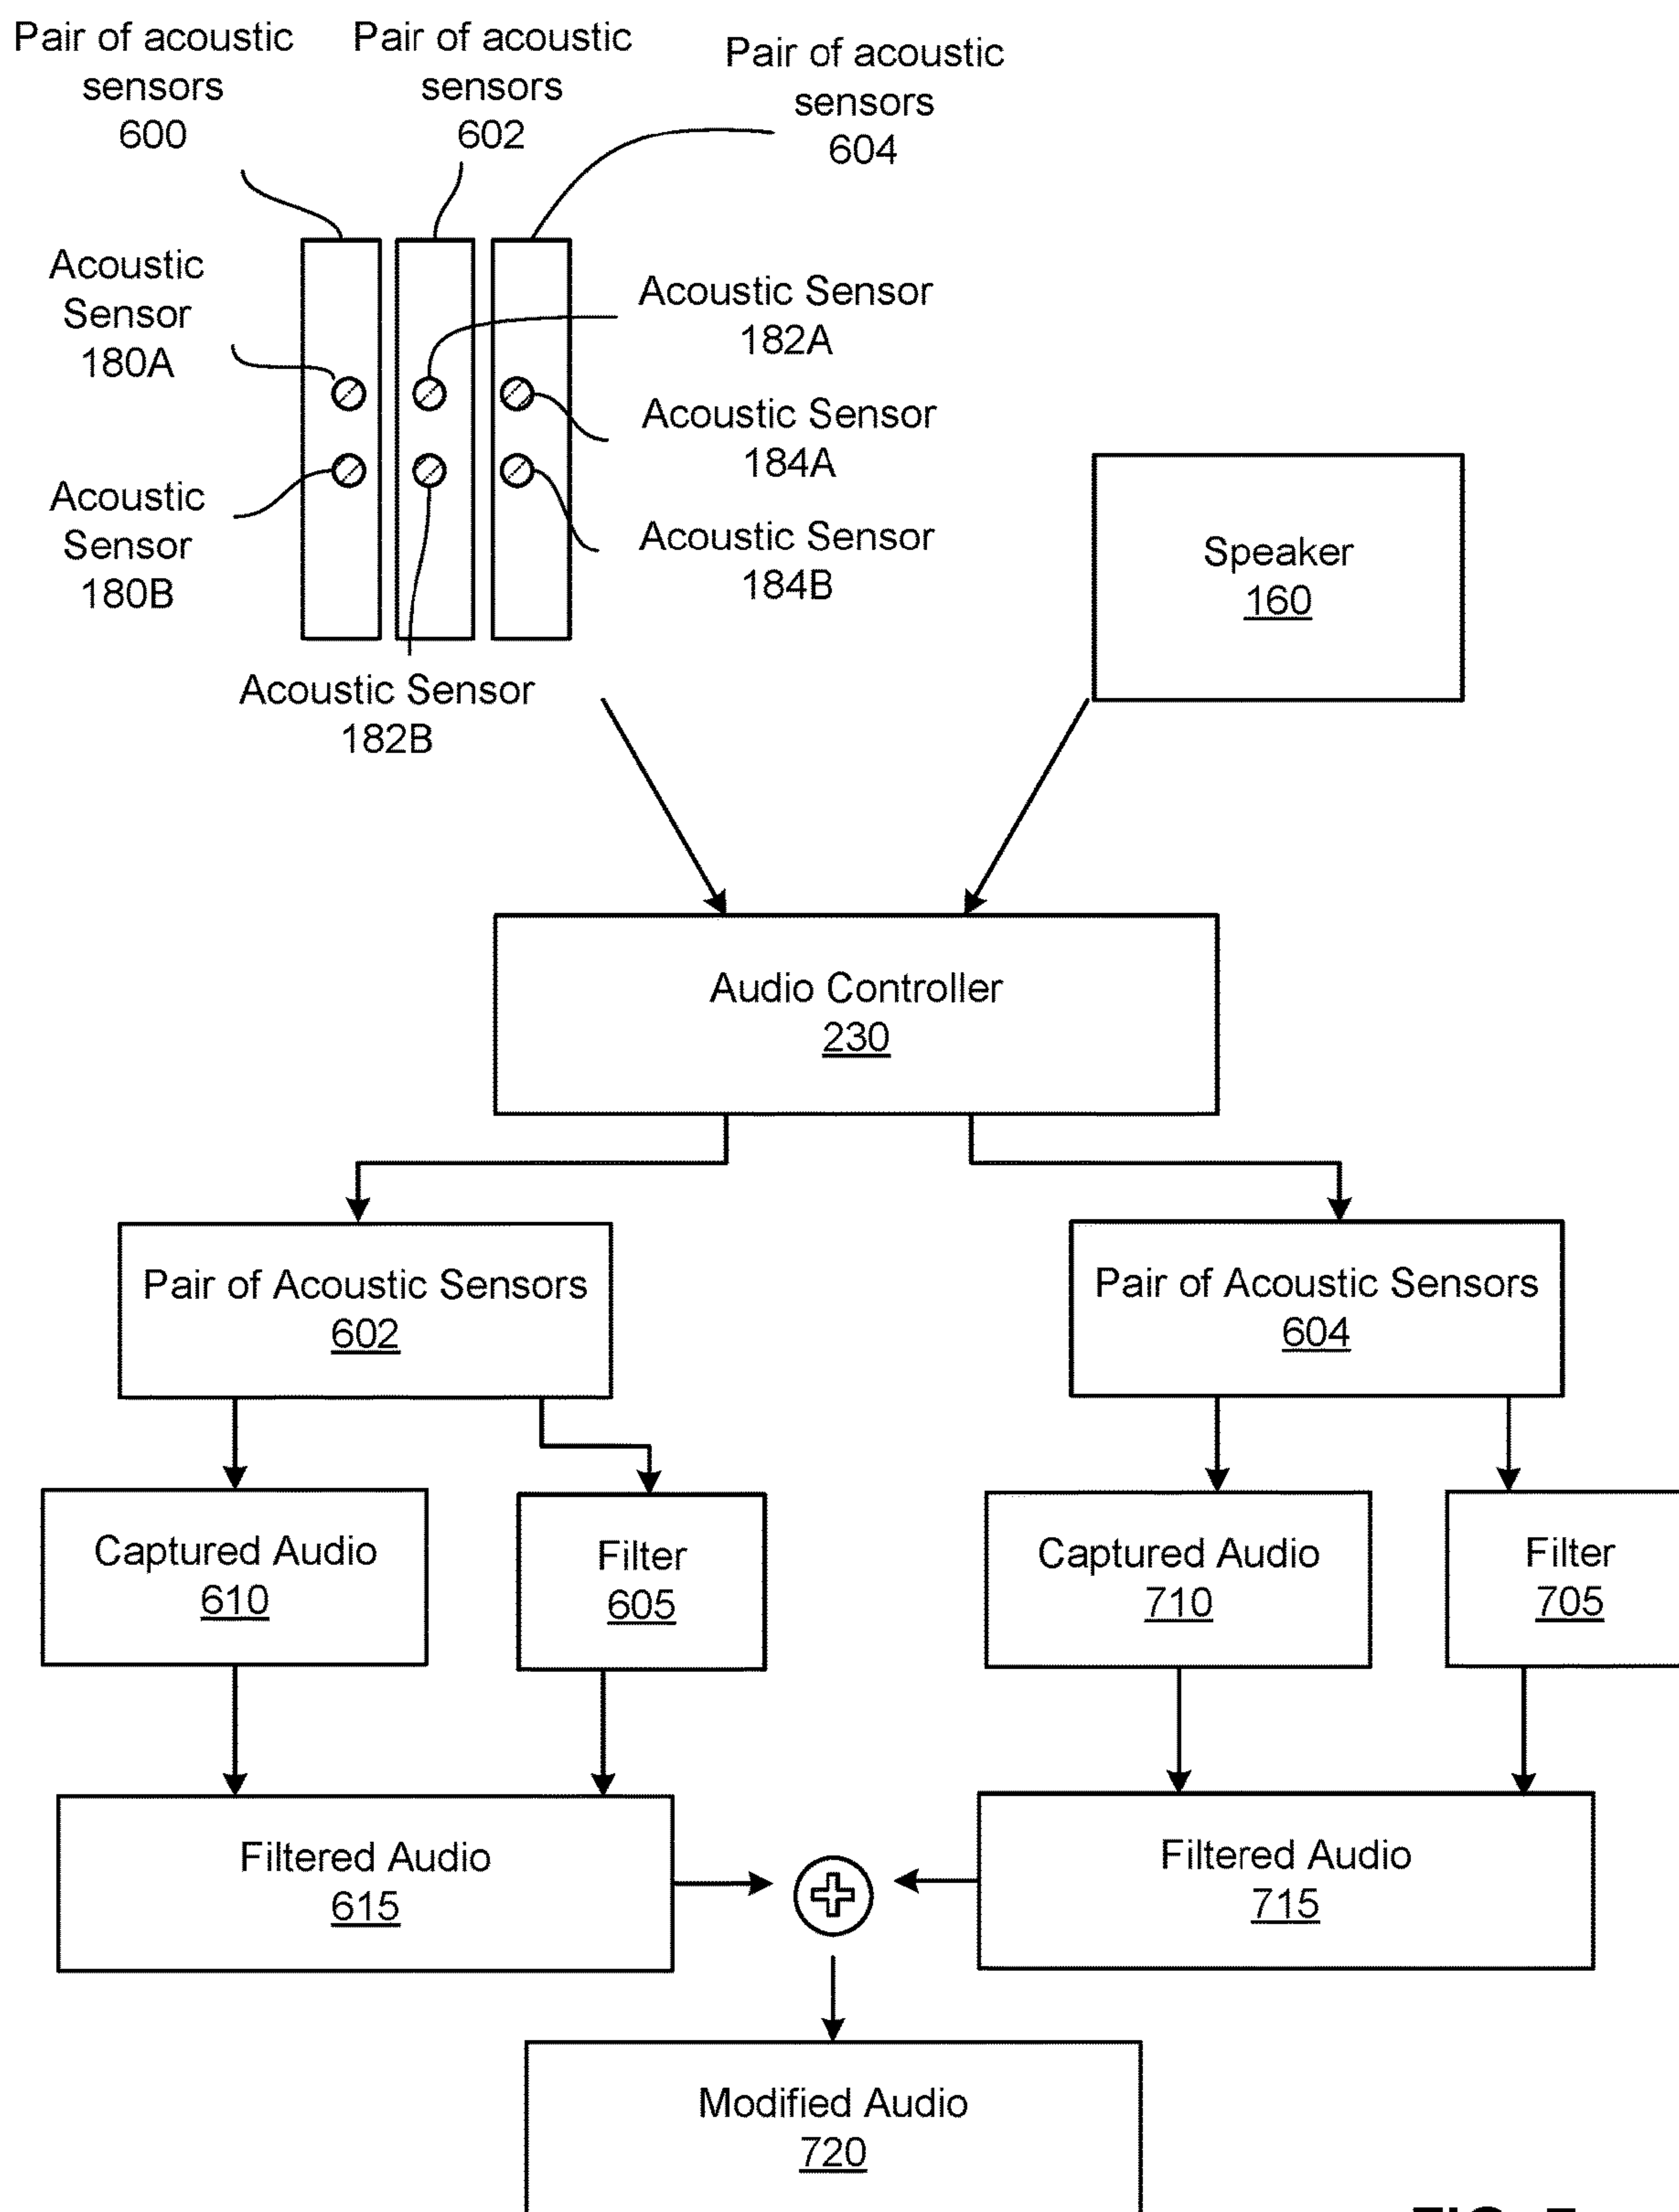 Pair of acoustic
sensors
600
Pair of acoustic
sensors
602
Pair of acoustic
sensors
604
Acoustic
Sensor
180A
Acoustic Sensor
182A
Acoustic Sensor
184A
Acoustic
Sensor
180B
Acoustic Sensor
184B
Acoustic Sensor
182B
Speaker
160
Audio Controller
230
Pair of Acoustic Sensors
602
Pair of Acoustic Sensors
604
Captured Audio
610
Filter
605
Captured Audio
710
Filter
705
Filtered Audio
615
Filtered Audio
715
Modified Audio
720